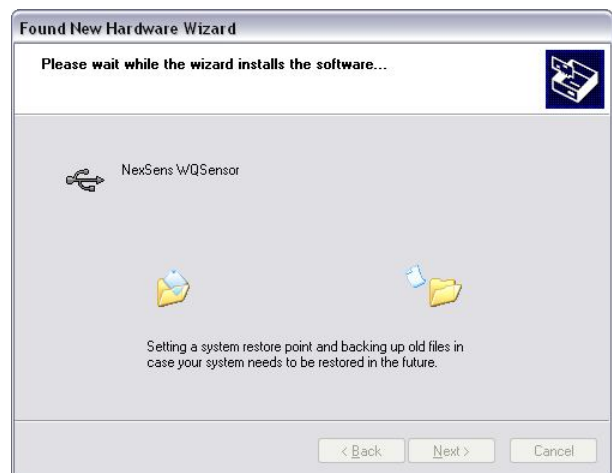 Found New Hardware Wizard
Please wait while the wizard installs the software...
NexSens WQSensor
Setting a system restore point and backing up old files in
case your system needs to be restored in the future.
< Back
Next >
Cancel